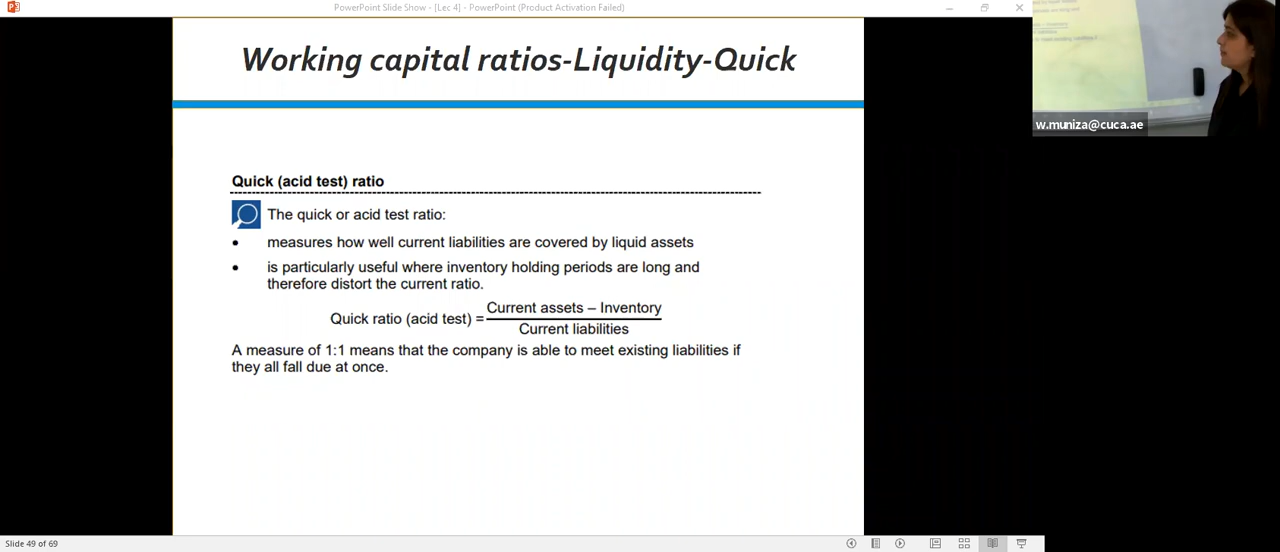 PowerPoint Slide Show - [Lec 4] - PowerPoint (Product Activation Failed)
Working capital ratios-Liquidity-Quick
w.muniza@cuca.ae
Quick (acid test) ratio
The quick or acid test ratio:
• measures how well current liabilities are covered by liquid assets
• is particularly useful where inventory holding periods are long and
therefore distort the current ratio.
Current assets – Inventory
Quick ratio (acid test) =
Current liabilities
A measure of 1:1 means that the company is able to meet existing liabilities if
they all fall due at once.
Slide 49 of 69